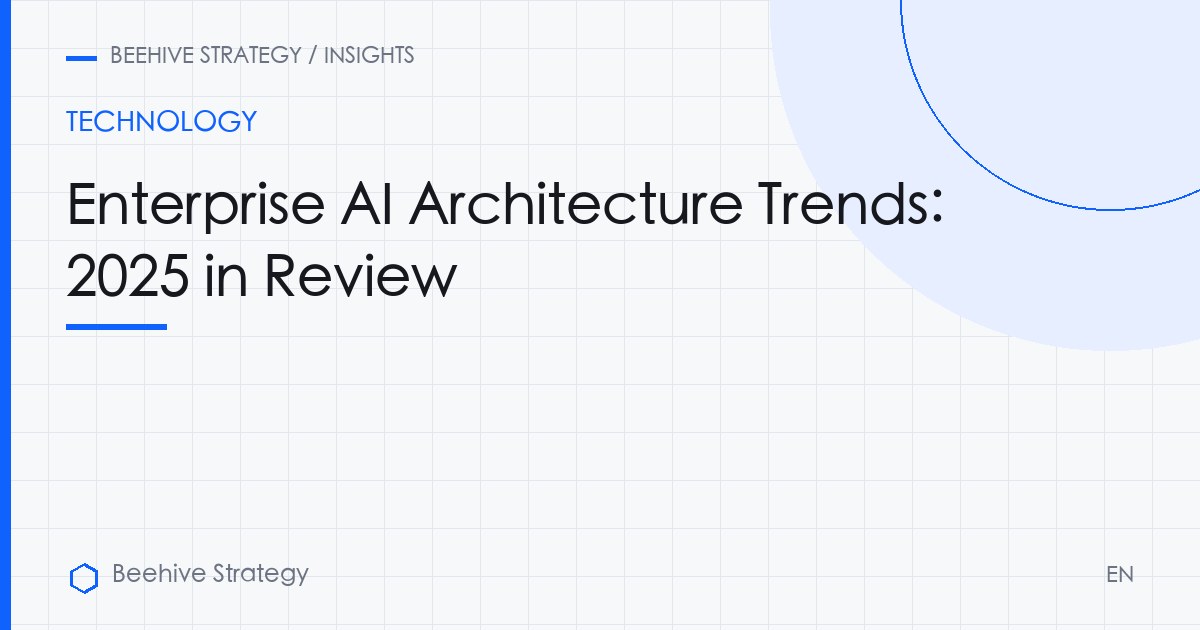 BEEHIVE STRATEGY / INSIGHTS
TECHNOLOGY
Enterprise AI Architecture Trends:
2025 in Review
Beehive Strategy
EN